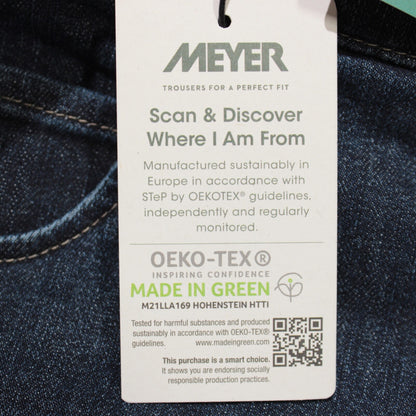 MEYER
TROUSERS FOR A PERFECT FIT
Scan & Discover
Where I Am From
Manufactured sustainably in
Europe in accordance with
STeP by OEKOTEX® guidelines,
independently and regularly
monitored.
OEKO-TEX®
INSPIRING CONFIDENCE
MADE IN GREEN
M21LLA169 HOHENSTEIN HTTI
Tested for harmful substances and produced
sustainably in accordance with OEKO-TEX®
guidelines. www.madeingreen.com
This purchase is a smart choice.
It shows you are endorsing socially
responsible production practices.